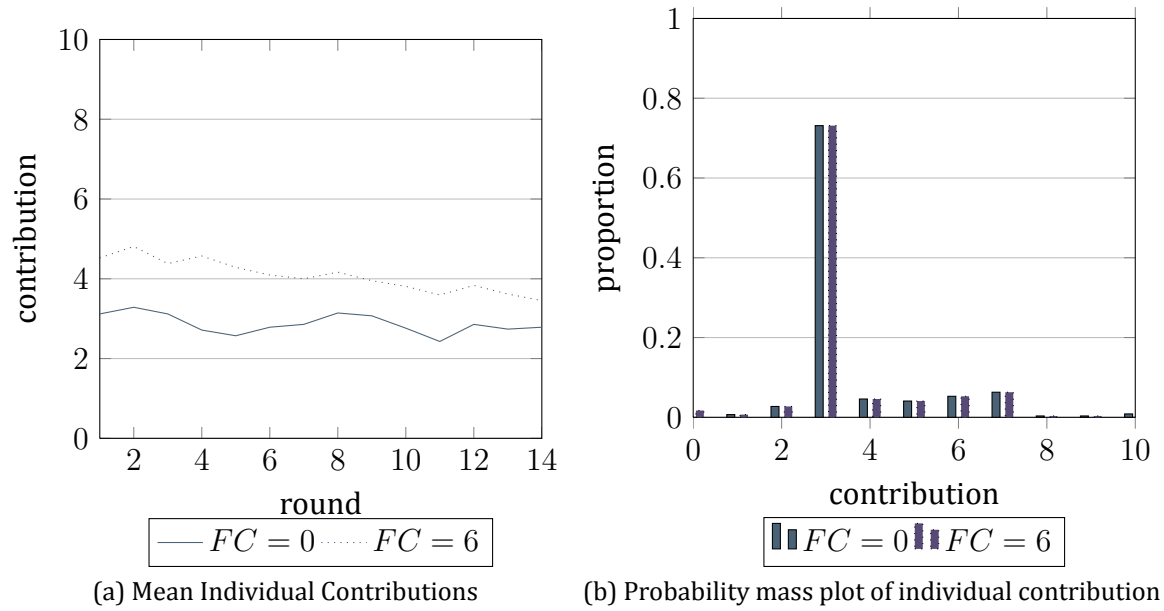 10
8
6
4
2
0
contribution
2 4 6 8 10 12 14
round
FC = 0 FC = 6
(a) Mean Individual Contributions
1
0.8
0.6
0.4
0.2
0
proportion
0 2 4 6 8 10
contribution
FC = 0 FC = 6
(b) Probability mass plot of individual contribution